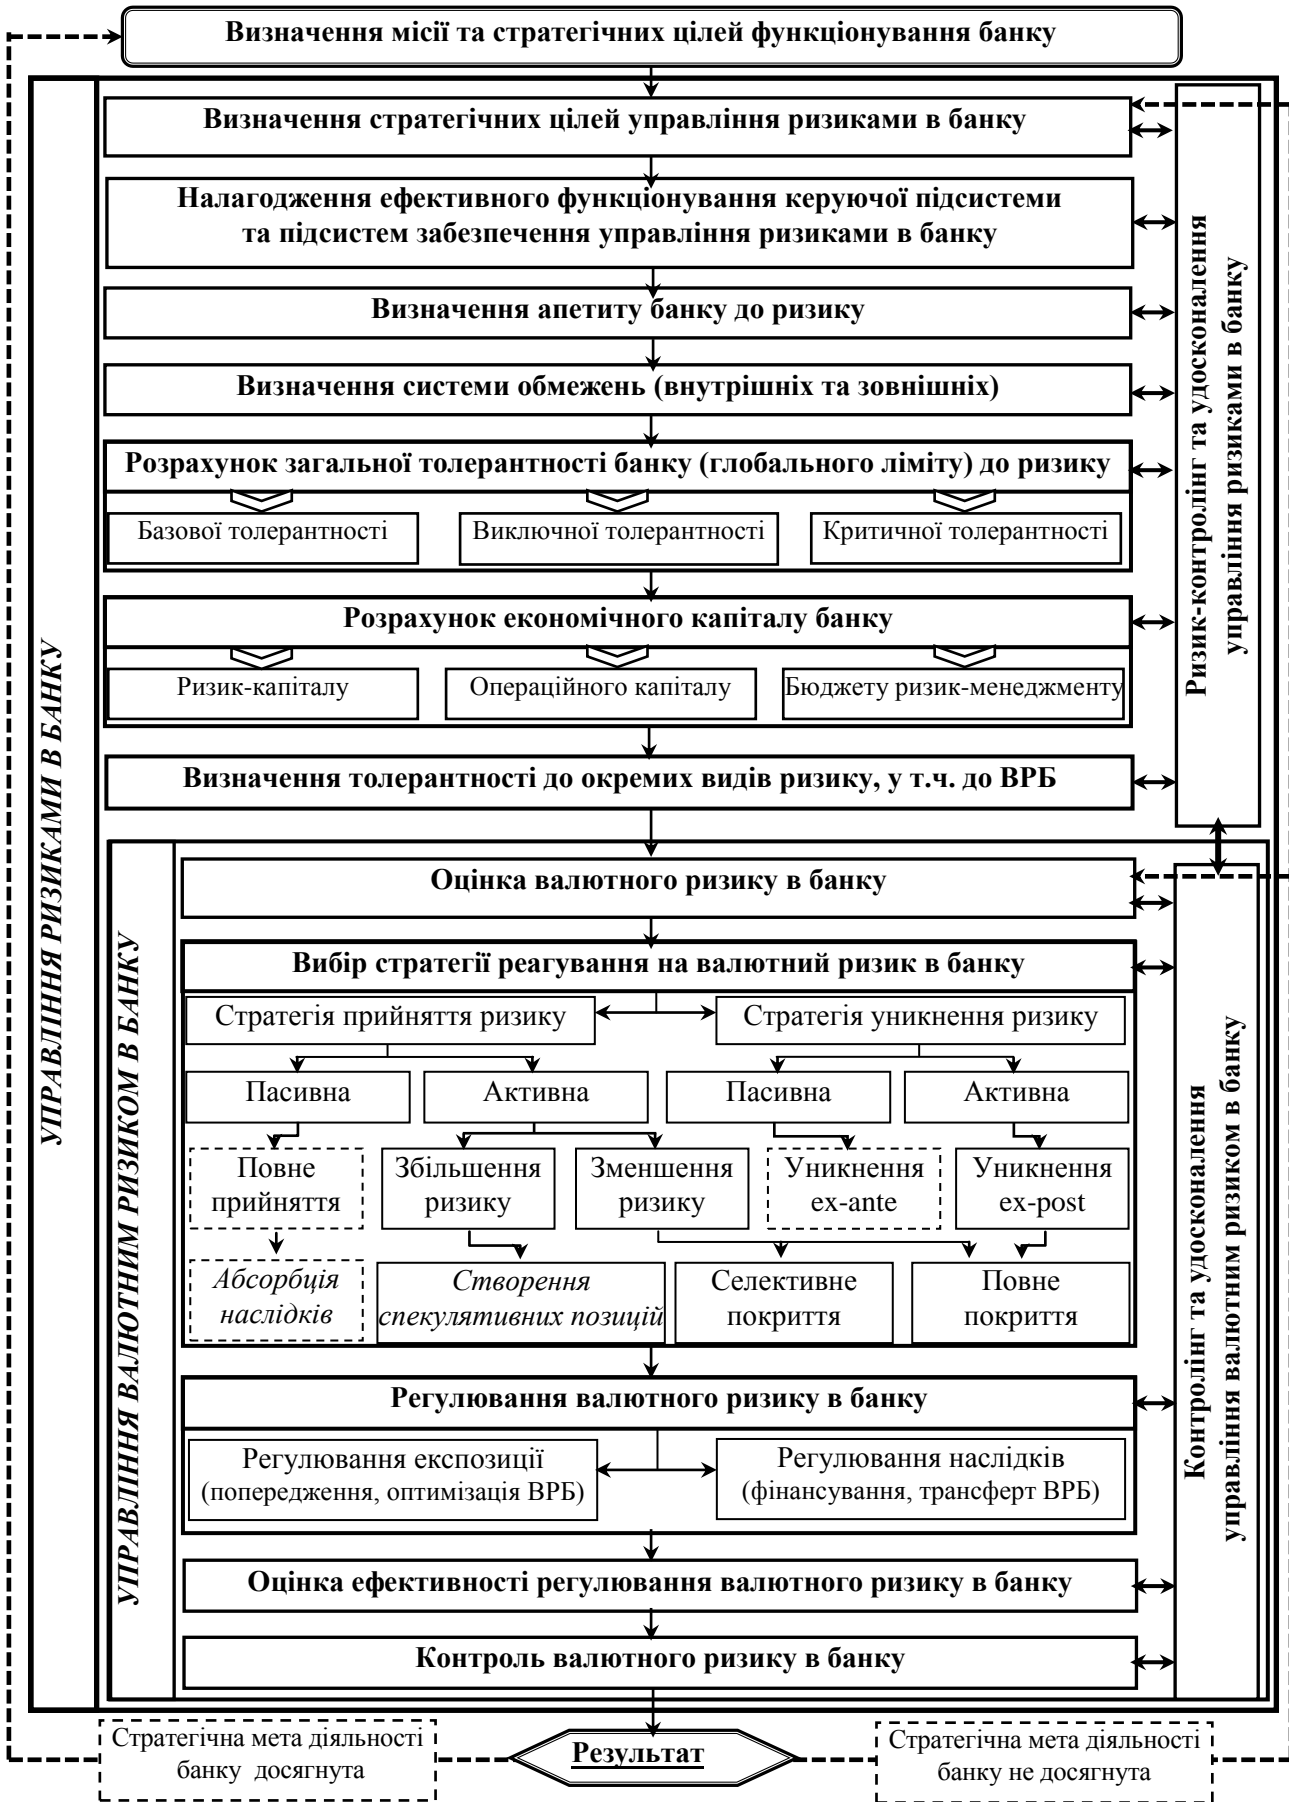 Визначення місії та стратегічних цілей функціонування банку
УПРАВЛІННЯ РИЗИКАМИ В БАНКУ
Визначення стратегічних цілей управління ризиками в банку
Налагодження ефективного функціонування керуючої підсистеми
та підсистем забезпечення управління ризиками в банку
Визначення апетиту банку до ризику
Визначення системи обмежень (внутрішніх та зовнішніх)
Розрахунок загальної толерантності банку (глобального ліміту) до ризику
Базової толерантності
Виключної толерантності
Критичної толерантності
Розрахунок економічного капіталу банку
Ризик-капіталу
Операційного капіталу
Бюджету ризик-менеджменту
Визначення толерантності до окремих видів ризику, у т.ч. до ВРБ
Ризик-контролінг та удосконалення
управління ризиками в банку
УПРАВЛІННЯ ВАЛЮТНИМ РИЗИКОМ В БАНКУ
Оцінка валютного ризику в банку
Вибір стратегії реагування на валютний ризик в банку
Стратегія прийняття ризику
Стратегія уникнення ризику
Пасивна
Активна
Пасивна
Активна
Повне
прийняття
Збільшення
ризику
Зменшення
ризику
Уникнення
ex-ante
Уникнення
ex-post
Абсорбція
наслідків
Створення
спекулятивних позицій
Селективне
покриття
Повне
покриття
Регулювання валютного ризику в банку
Регулювання експозиції
(попередження, оптимізація ВРБ)
Регулювання наслідків
(фінансування, трансферт ВРБ)
Оцінка ефективності регулювання валютного ризику в банку
Контроль валютного ризику в банку
Контролінг та удосконалення
управління валютним ризиком в банку
Стратегічна мета діяльності
банку досягнута
Результат
Стратегічна мета діяльності
банку не досягнута